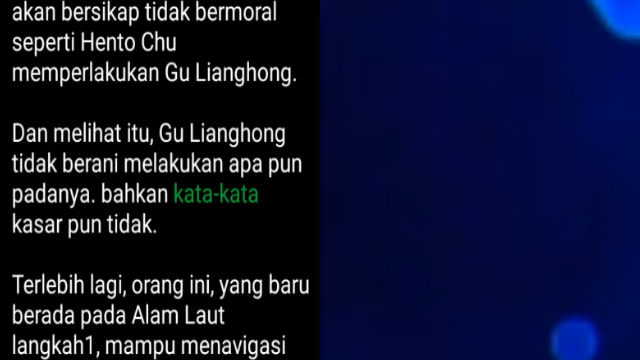 akan bersikap tidak bermoral
seperti Hento Chu
memperlakukan Gu Lianghong.
Dan melihat itu, Gu Lianghong
tidak berani melakukan apa pun
padanya. bahkan kata-kata
kasar pun tidak.
Terlebih lagi, orang ini, yang baru
berada pada Alam Laut
langkah1, mampu menavigasi